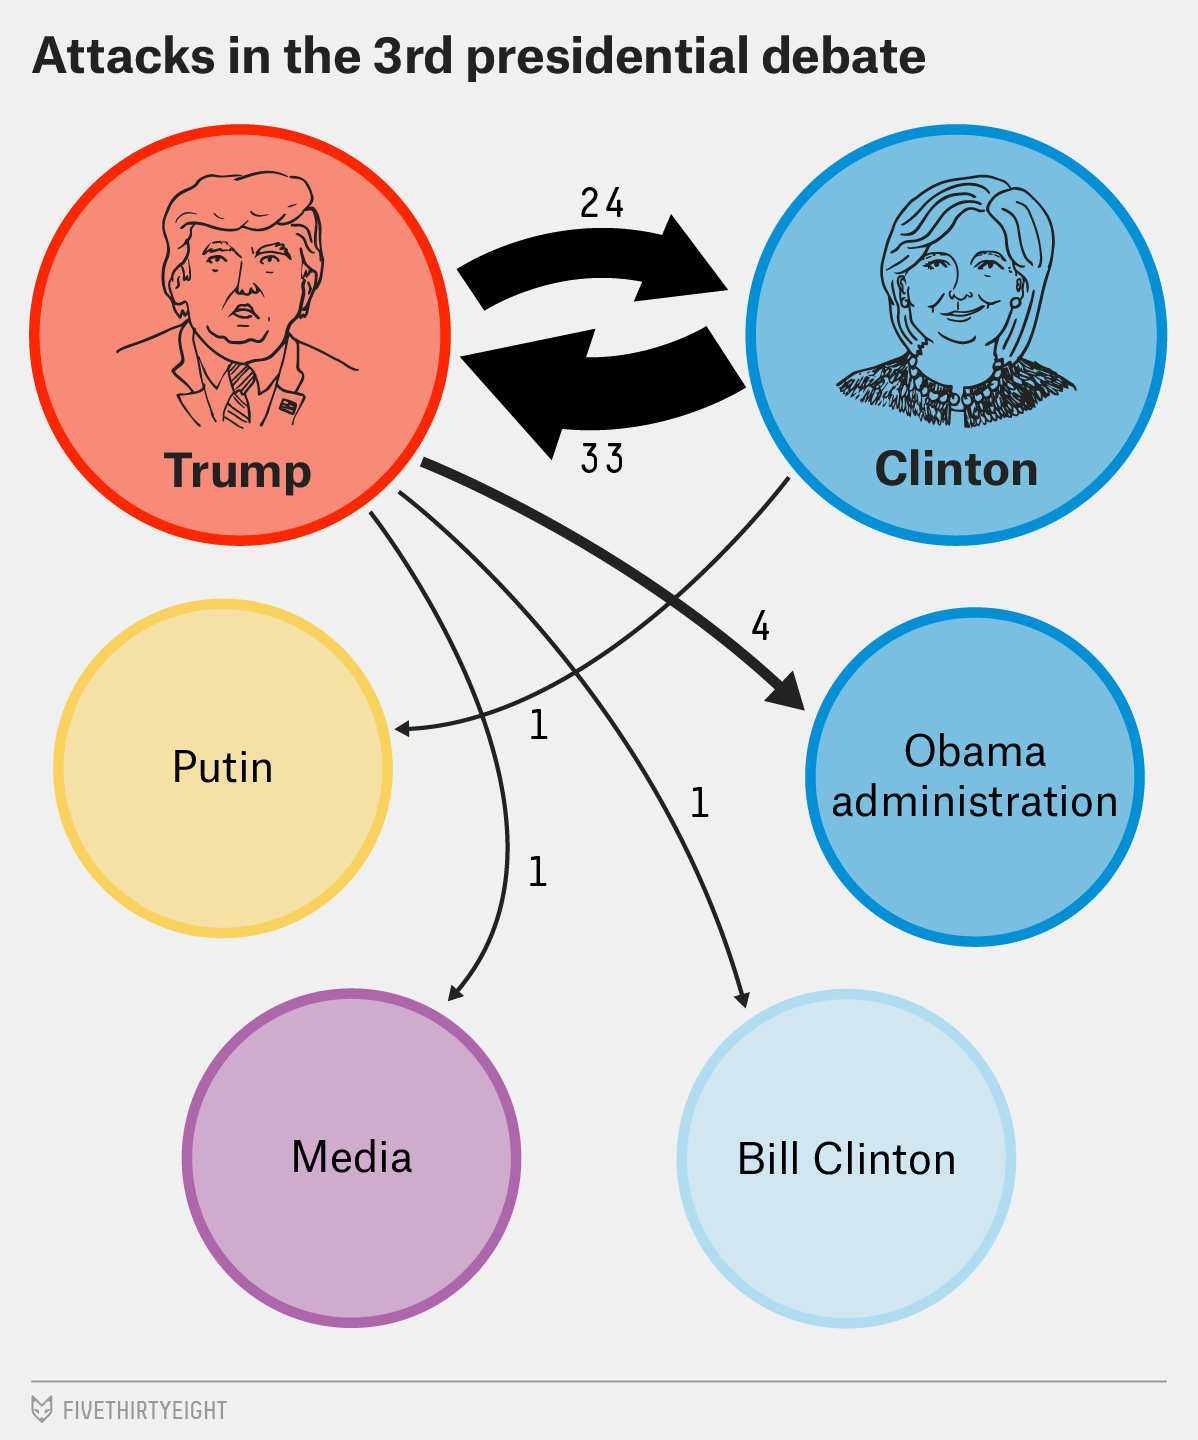 Attacks in the 3rd presidential debate
24
33
Trump
Clinton
4
1
1
1
Putin
Obama
administration
Media
Bill Clinton
FIVETHIRTYEIGHT